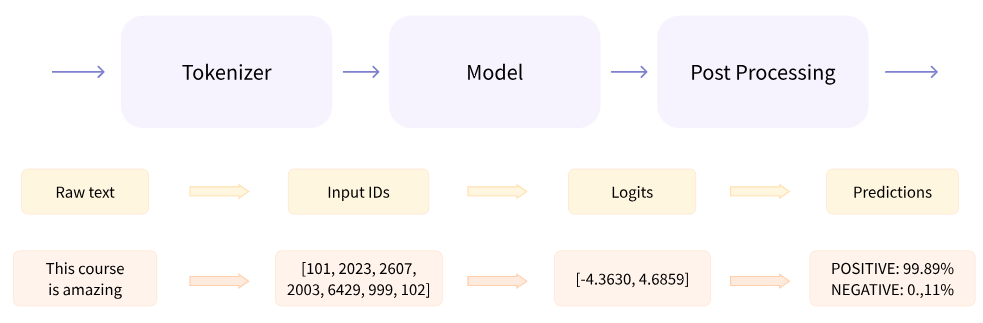 Tokenizer
Model
Post Processing
Raw text
Input IDs
Logits
Predictions
This course
is amazing
[101, 2023, 2607,
2003, 6429, 999, 102]
[-4.3630, 4.6859]
POSITIVE: 99.89%
NEGATIVE: 0.,11%